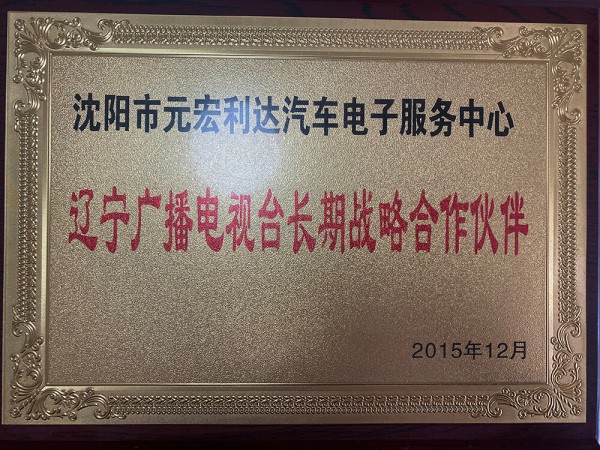 沈阳市元宏利达汽车电子服务中心
辽宁广播电视台长期战略合作伙伴
2015年12月